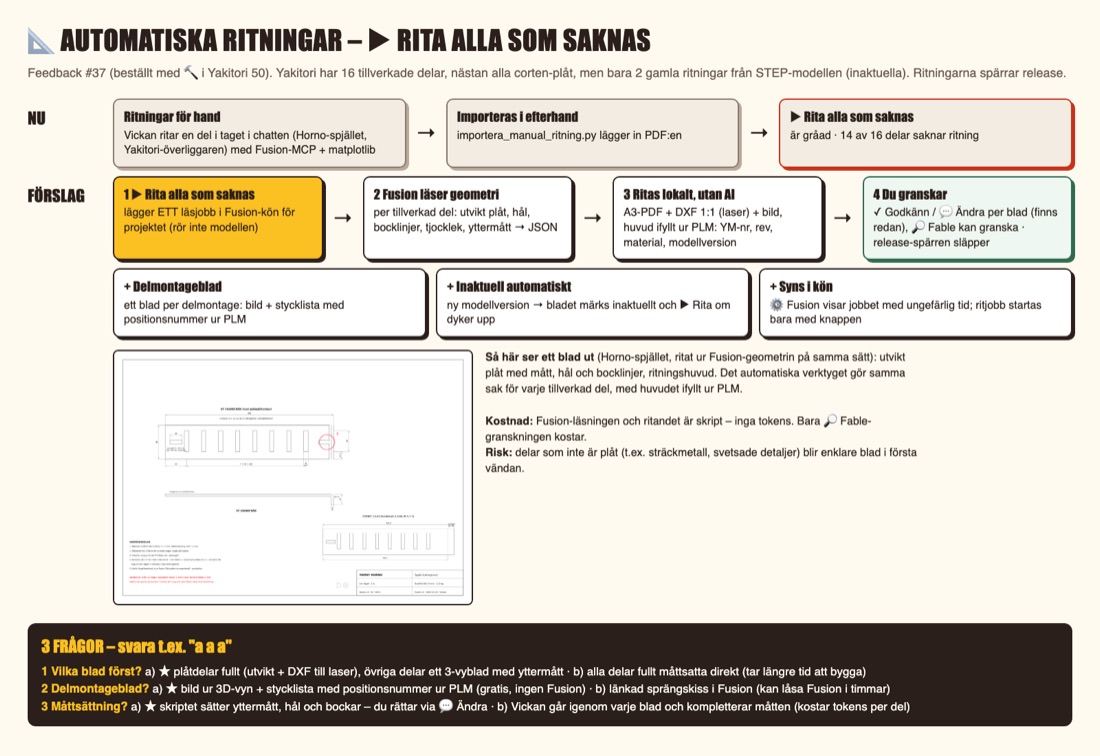 📐 AUTOMATISKA RITNINGAR – ▶ RITA ALLA SOM SAKNAS
Feedback #37 (beställt med 🔨 i Yakitori 50). Yakitori har 16 tillverkade delar, nästan alla corten-plåt, men bara 2 gamla ritningar från STEP-modellen (inaktuella). Ritningarna spärrar release.
NU
Ritningar för hand
Vickan ritar en del i taget i chatten (Horno-spjället,
Yakitori-överliggaren) med Fusion-MCP + matplotlib
→
Importeras i efterhand
importera_manual_ritning.py lägger in PDF:en
→
▶ Rita alla som saknas
är gråad · 14 av 16 delar saknar ritning
FÖRSLAG
1 ▶ Rita alla som saknas
lägger ETT läsjobb i Fusion-kön för
projektet (rör inte modellen)
→
2 Fusion läser geometri
per tillverkad del: utvikt plåt, hål,
bocklinjer, tjocklek, yttermått → JSON
→
3 Ritas lokalt, utan AI
A3-PDF + DXF 1:1 (laser) + bild,
huvud ifyllt ur PLM: YM-nr, rev,
material, modellversion
→
4 Du granskar
✓ Godkänn / 💬 Ändra per blad (finns
redan), 🔎 Fable kan granska ·
release-spärren släpper
+ Delmontageblad
ett blad per delmontage: bild + stycklista med
positionsnummer ur PLM
+ Inaktuell automatiskt
ny modellversion → bladet märks inaktuellt och ▶ Rita om
dyker upp
+ Syns i kön
⚙️ Fusion visar jobbet med ungefärlig tid; ritjobb startas
bara med knappen
Så här ser ett blad ut (Horno-spjället, ritat ur Fusion-geometrin på samma sätt): utvikt
plåt med mått, hål och bocklinjer, ritningshuvud. Det automatiska verktyget gör samma
sak för varje tillverkad del, med huvudet ifyllt ur PLM.
Kostnad: Fusion-läsningen och ritandet är skript – inga tokens. Bara 🔎 Fable-
granskningen kostar.
Risk: delar som inte är plåt (t.ex. sträckmetall, svetsade detaljer) blir enklare blad i första
vändan.
3 FRÅGOR – svara t.ex. "a a a"
1 Vilka blad först? a) ★ plåtdelar fullt (utvikt + DXF till laser), övriga delar ett 3-vyblad med yttermått · b) alla delar fullt måttsatta direkt (tar längre tid att bygga)
2 Delmontageblad? a) ★ bild ur 3D-vyn + stycklista med positionsnummer ur PLM (gratis, ingen Fusion) · b) länkad sprängskiss i Fusion (kan låsa Fusion i timmar)
3 Måttsättning? a) ★ skriptet sätter yttermått, hål och bockar – du rättar via 💬 Ändra · b) Vickan går igenom varje blad och kompletterar måtten (kostar tokens per del)